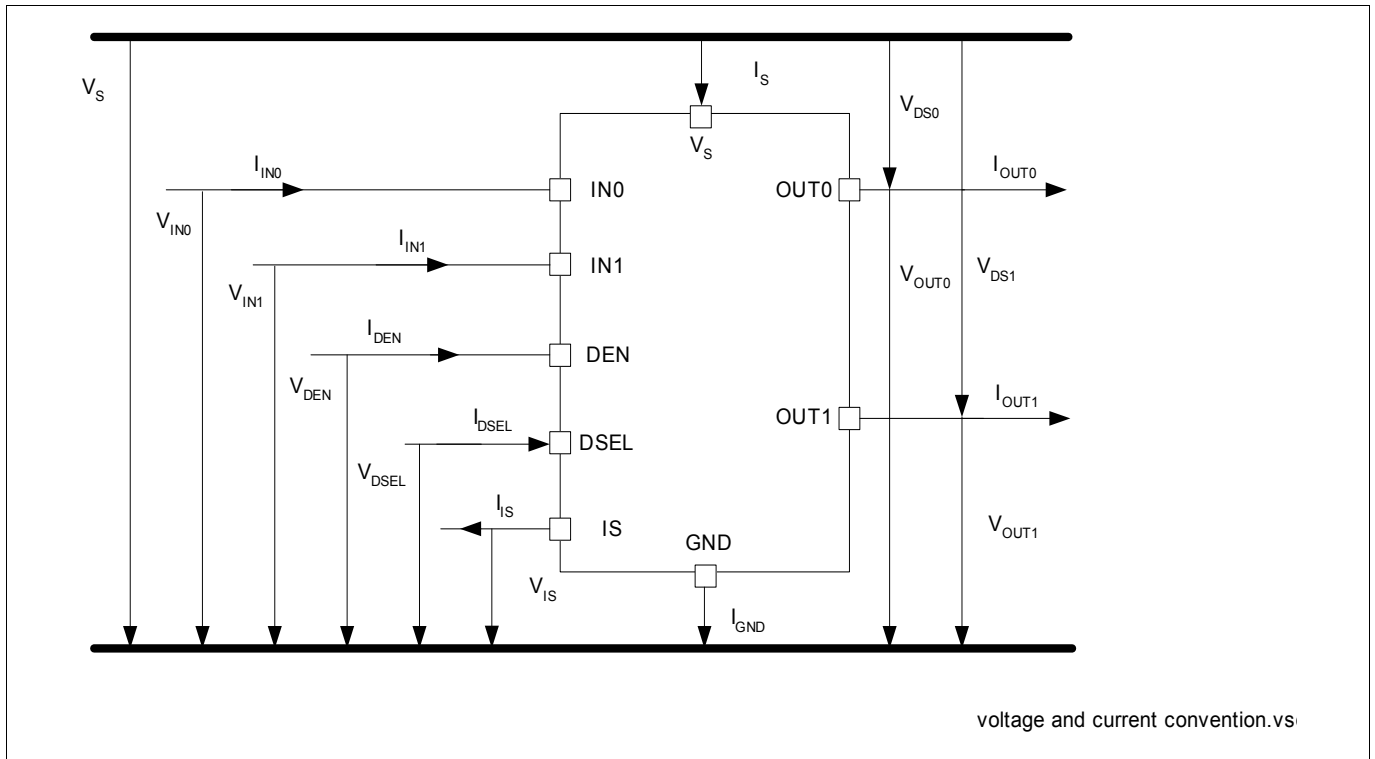 V_S
I_S
V_DS0
V_S
I_IN0
IN0
OUT0
I_OUT0
V_IN0
I_IN1
IN1
V_OUT0
V_DS1
V_IN1
I_DEN
DEN
V_DEN
I_DSEL
OUT1
I_OUT1
DSEL
V_DSEL
I_IS
IS
GND
V_OUT1
V_IS
I_GND
voltage and current convention.vs